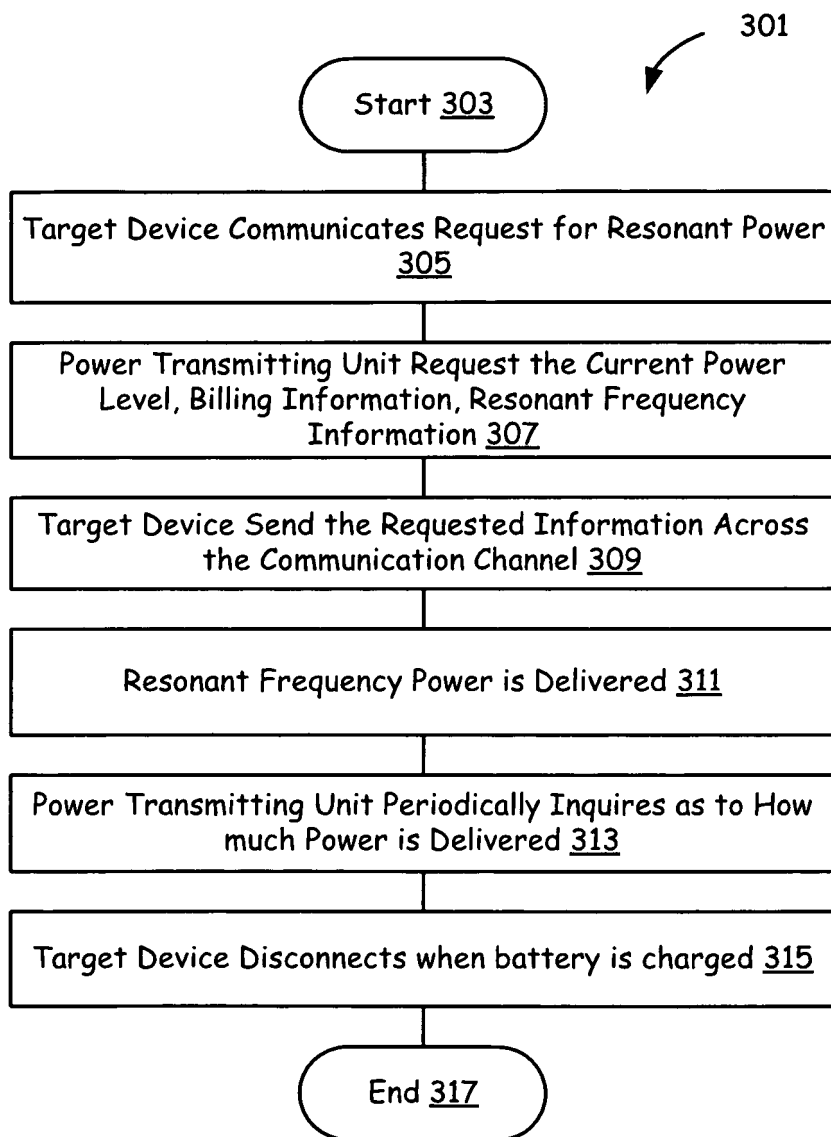 301
Start 303
Target Device Communicates Request for Resonant Power
305
Power Transmitting Unit Request the Current Power
Level, Billing Information, Resonant Frequency
Information 307
Target Device Send the Requested Information Across
the Communication Channel 309
Resonant Frequency Power is Delivered 311
Power Transmitting Unit Periodically Inquires as to How
much Power is Delivered 313
Target Device Disconnects when battery is charged 315
End 317